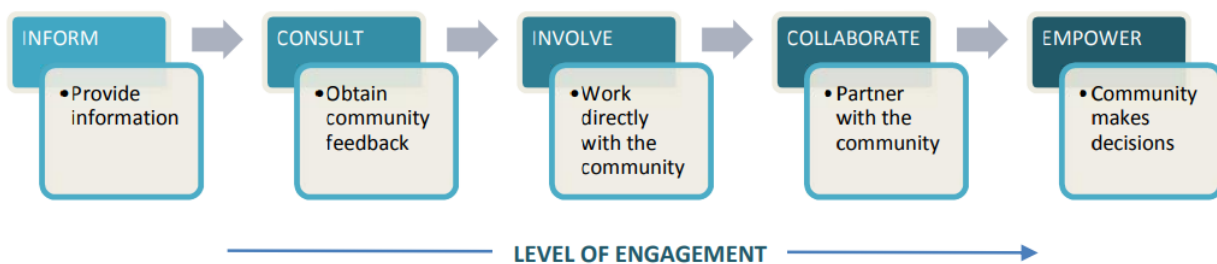 INFORM
•Provide
information
CONSULT
•Obtain
community
feedback
INVOLVE
•Work
directly
with the
community
COLLABORATE
•Partner
with the
community
EMPOWER
•Community
makes
decisions
LEVEL OF ENGAGEMENT